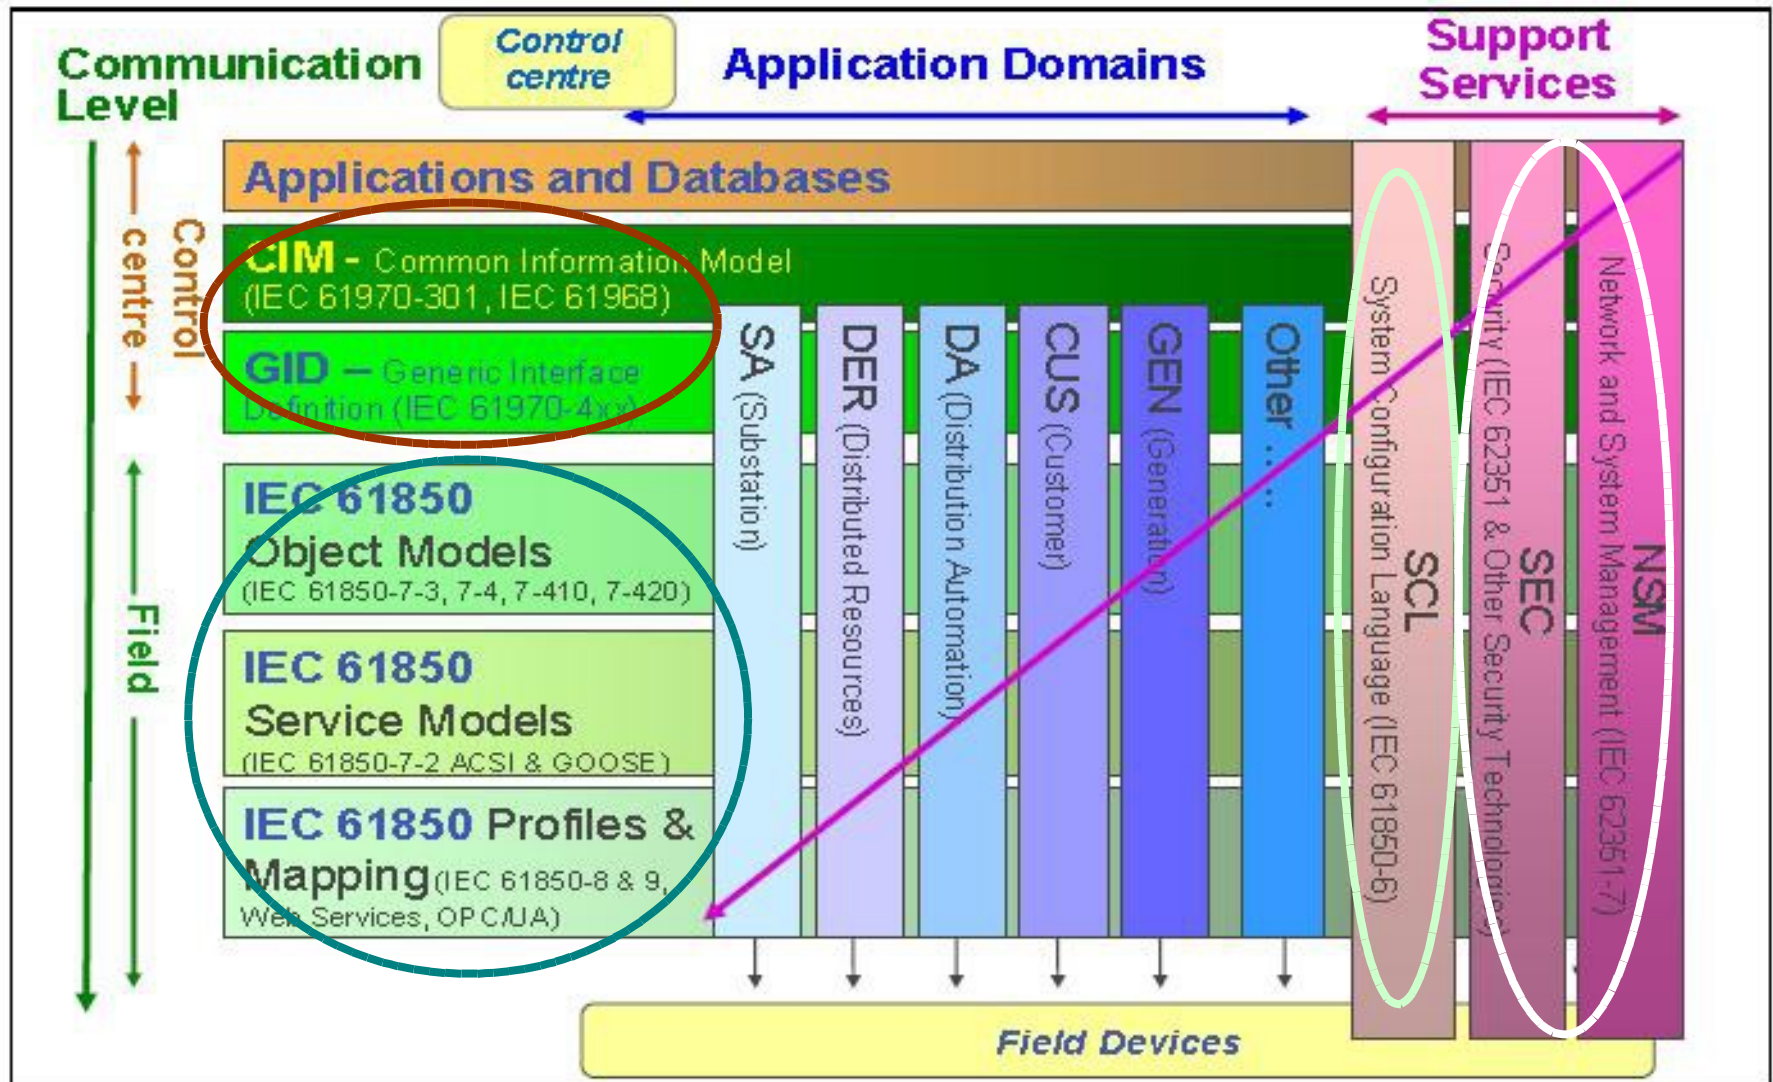 Communication
Level
Control
centre
Application Domains
Support
Services
Control
centre
Field
Applications and Databases
CIM - Common Information Model
(IEC 61970-301, IEC 61968)
GID – Generic Interface
Definition (IEC 61970-4xx)
IEC 61850
Object Models
(IEC 61850-7-3, 7-4, 7-410, 7-420)
IEC 61850
Service Models
(IEC 61850-7-2 ACSI & GOOSE)
IEC 61850 Profiles &
Mapping (IEC 61850-8 & 9,
Web Services, OPC/UA)
SA (Substation)
DER (Distributed Resources)
DA (Distribution Automation)
CUS (Customer)
GEN (Generation)
Other .....
SCL
System Configuration Language (IEC 61850-6)
SEC
Security (IEC 62351 & Other Security Technologies)
NSM
Network and System Management (IEC 62351-7)
Field Devices